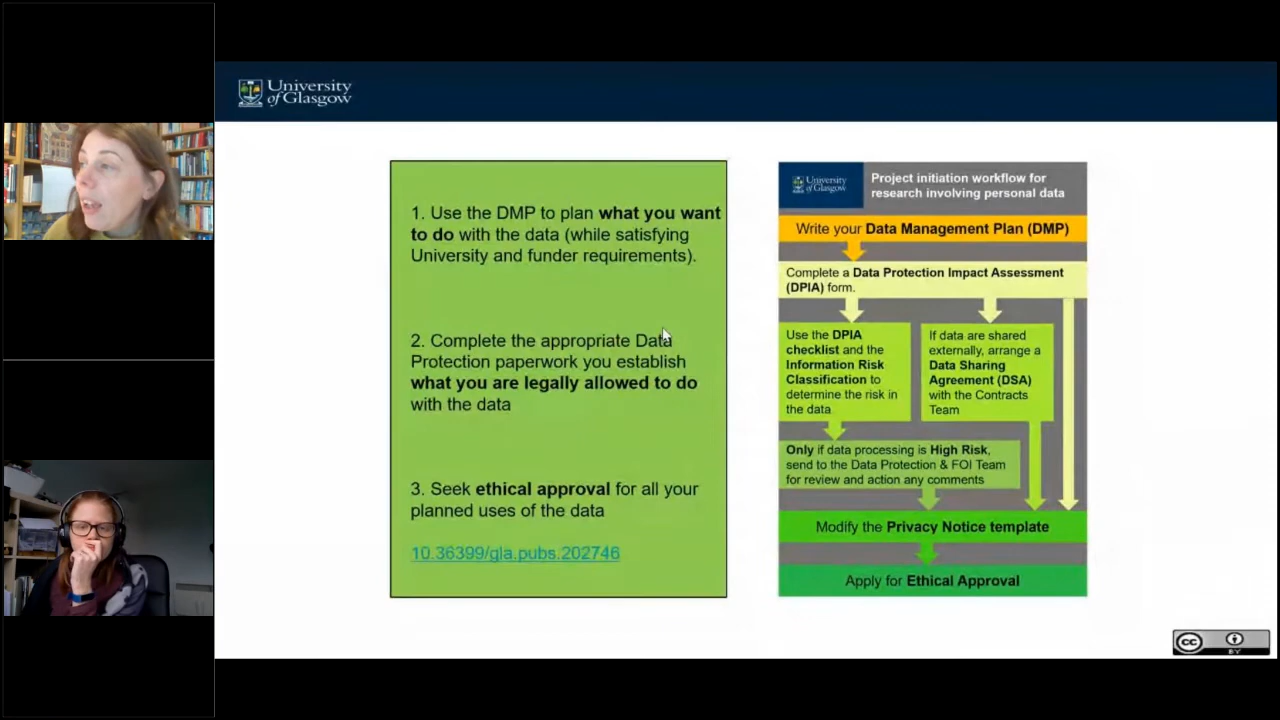 University
of Glasgow
1. Use the DMP to plan what you want
to do with the data (while satisfying
University and funder requirements).
2. Complete the appropriate Data
Protection paperwork you establish
what you are legally allowed to do
with the data
3. Seek ethical approval for all your
planned uses of the data
10.36399/gla.pubs.202746
University
of Glasgow
Project initiation workflow for
research involving personal data
Write your Data Management Plan (DMP)
Complete a Data Protection Impact Assessment
(DPIA) form.
Use the DPIA
checklist and the
Information Risk
Classification to
determine the risk in
the data
If data are shared
externally, arrange a
Data Sharing
Agreement (DSA)
with the Contracts
Team
Only if data processing is High Risk,
send to the Data Protection & FOI Team
for review and action any comments
Modify the Privacy Notice template
Apply for Ethical Approval
cc
BY